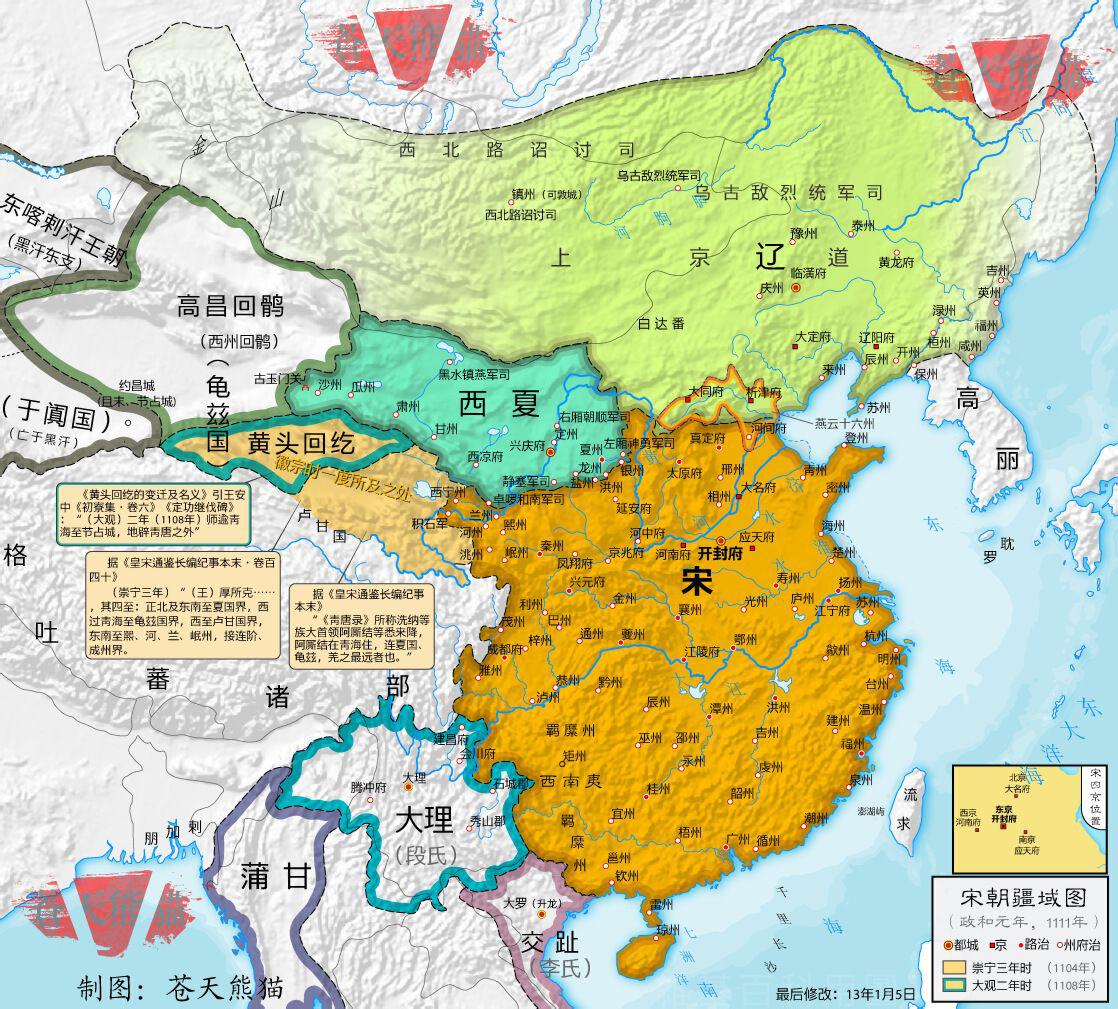 苍天熊猫
苍天熊猫
金
山
西北路诏讨司
乌古敌烈统军司
乌古敌烈统军司
镇州（可敦城）
西北路诏讨司
河
胪
江
东喀剌汗王朝
（黑汗东支）
上京道
辽
豫州
泰州
黄龙府
临潢府
庆州
吉州
英州
高昌回鹘
（西州回鹘）
（龟兹国
白达番
渌州
福州
桓州
咸州
大定府
辽阳府
辰州
开州
保州
来州
约昌城
（且末、节占城）
古玉门关
沙州
瓜州
黑水镇燕军司
西夏
肃州
甘州
大同府
析津府
苏州
高丽
（于阗国）
（亡于黑汗）
黄头回纥
右厢朝顺军司
定州
兴庆府
西凉府
夏州
左厢神勇军司
真定府
河间府
燕云十六州
登州
徽宗时一度所及之处
静塞军司
盐州
龙州
洪州
银州
太原府
邢州
青州
密州
西宁州
卓啰和南军司
延安府
相州
大名府
《黄头回纥的变迁及名义》引王安
中《初寮集·卷六》《定功继伐碑》
：“（大观）二年（1108年）师逾青
海至节占城，地辟青唐之外”
卢甘国
积石军
兰州
河州
熙州
洮州
岷州
秦州
凤翔府
河中府
京兆府
河南府
开封府
应天府
海州
楚州
东
大
洋
海
耽
罗
宋
格
吐
蕃
诸
部
据《皇宋通鉴长编纪事本末·卷百
四十》
（崇宁三年）“（王）厚所克……
，其四至：正北及东南至夏国界，西
过青海至龟兹国界，西至卢甘国界，
东南至熙、河、兰、岷州，接连阶、
成州界。
据《皇宋通鉴长编纪事
本末》
“《青唐录》所称洗纳等
族大首领阿厮结等悉来降，
阿厮结在青海住，连夏国、
龟兹，羌之最远者也。”
兴元府
金州
襄州
光州
寿州
庐州
扬州
江宁府
苏州
利州
巴州
茂州
梓州
通州
夔州
成都府
江陵府
鄂州
歙州
杭州
明州
雅州
恭州
黔州
泸州
台州
温州
辰州
潭州
洪州
建州
福州
建昌府
会川府
羁縻州
巫州
邵州
吉州
西南夷
矩州
永州
虔州
泉州
澎湖屿
流求
腾冲府
大理
石城郡
大理
（段氏）
秀山郡
桂州
韶州
潮州
羁縻州
宜州
梧州
广州
循州
邕州
钦州
朋加剌
蒲甘
大罗（升龙）
交趾
（李氏）
雷州
琼州
七洲洋
千里长沙
南海
宋四京位置
北京
大名府
西京
河南府
东京
开封府
南京
应天府
宋朝疆域图
（政和元年，1111年）
都城
京
路治
州府治
崇宁三年时（1104年）
大观二年时（1108年）
苍天熊猫
制图：苍天熊猫
最后修改：13年1月5日